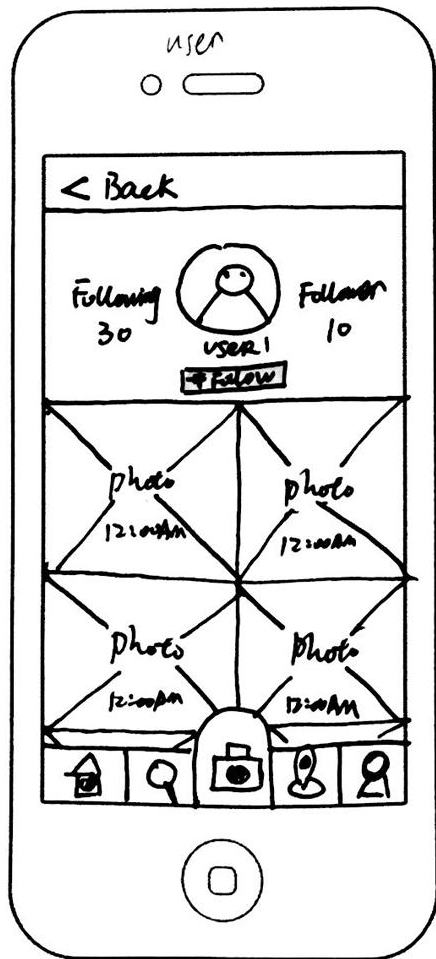 user
< Back
Following Follower
30 10
user1
+ Follow
photo photo
12:00AM 12:00AM
photo photo
12:00AM 12:00AM